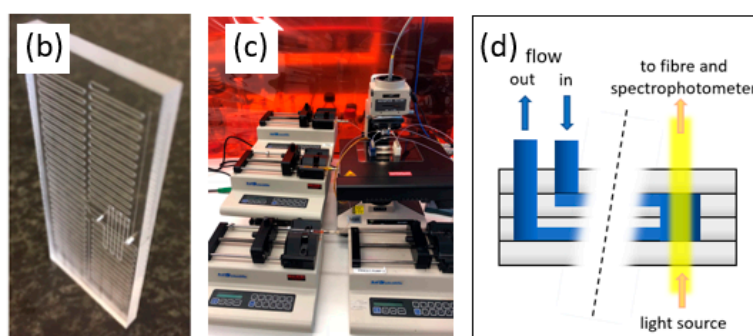 (b)
(c)
(d)
flow
out in
to fibre and
spectrophotometer
light source